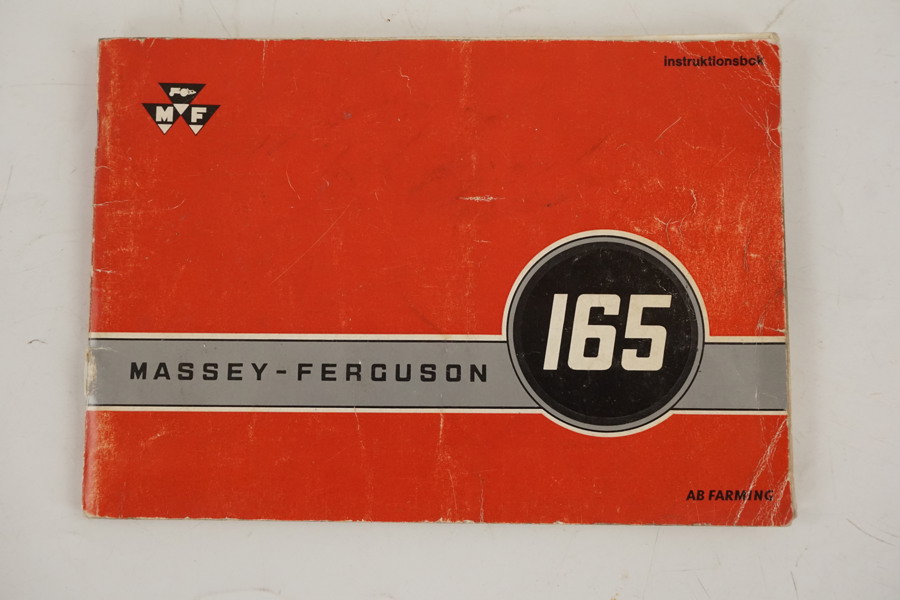 instruktionsbok
M F
MASSEY-FERGUSON
165
AB FARMING